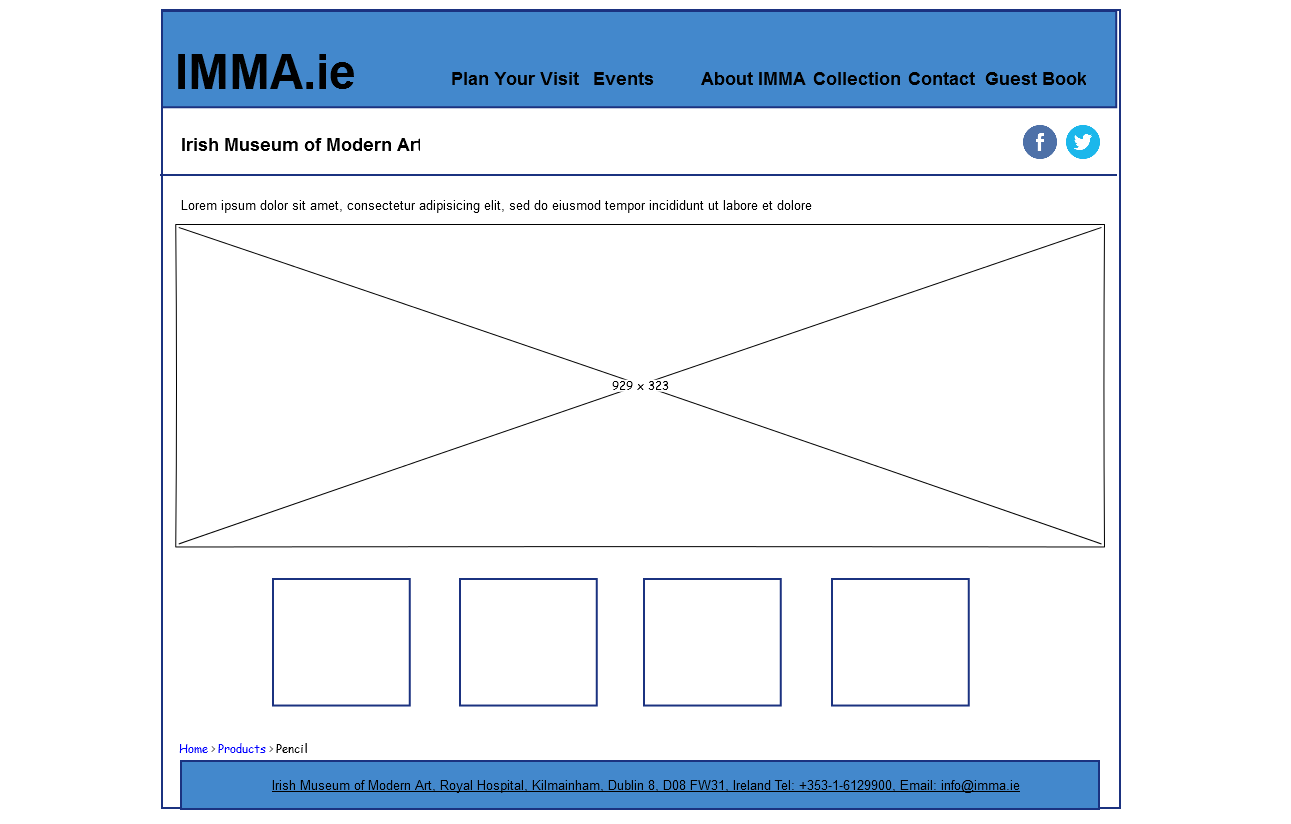 IMMA.ie
Plan Your Visit Events About IMMA Collection Contact Guest Book
Irish Museum of Modern Art
Lorem ipsum dolor sit amet, consectetur adipisicing elit, sed do eiusmod tempor incididunt ut labore et dolore
929 x 323
Home > Products > Pencil
Irish Museum of Modern Art, Royal Hospital, Kilmainham, Dublin 8, D08 FW31, Ireland Tel: +353-1-6129900, Email: info@imma.ie